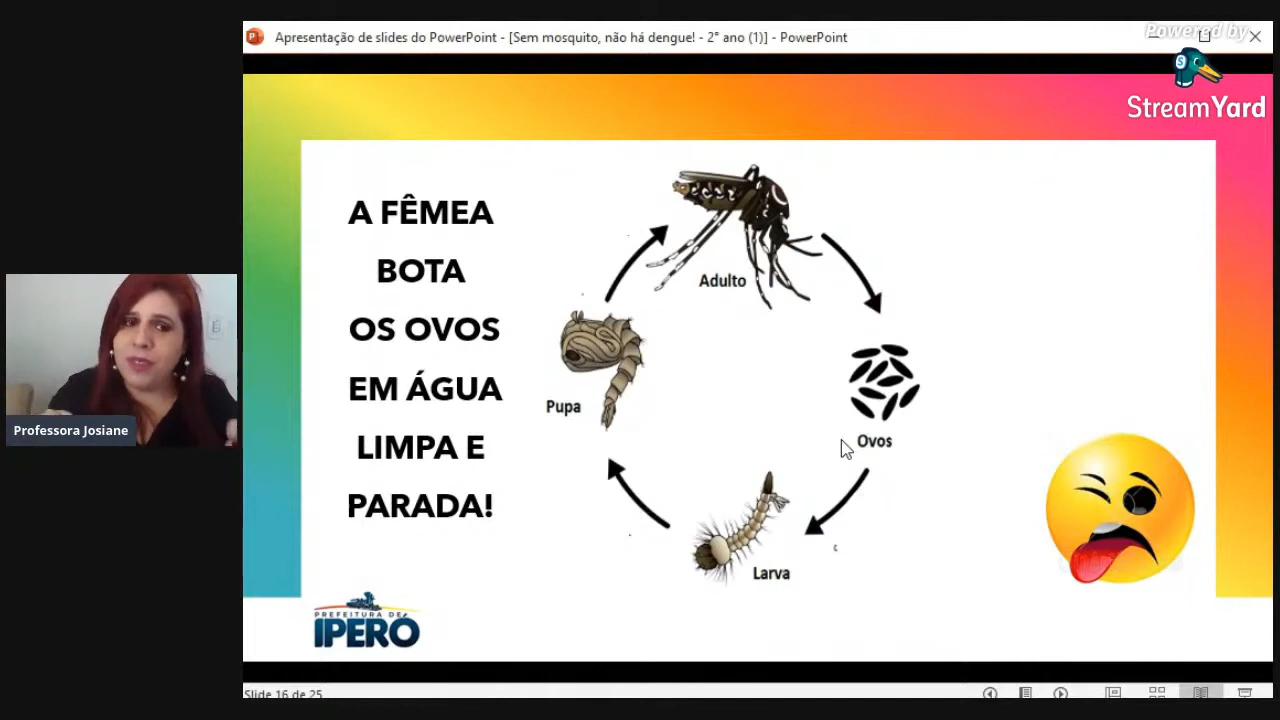 Apresentação de slides do PowerPoint - [Sem mosquito, não há dengue! - 2° ano (1)] - PowerPoint
Powered by
StreamYard
A FÊMEA
BOTA
OS OVOS
EM ÁGUA
LIMPA E
PARADA!
Adulto
Ovos
Larva
Pupa
Professora Josiane
PREFEITURA DE
IPERÓ
Slide 16 de 25